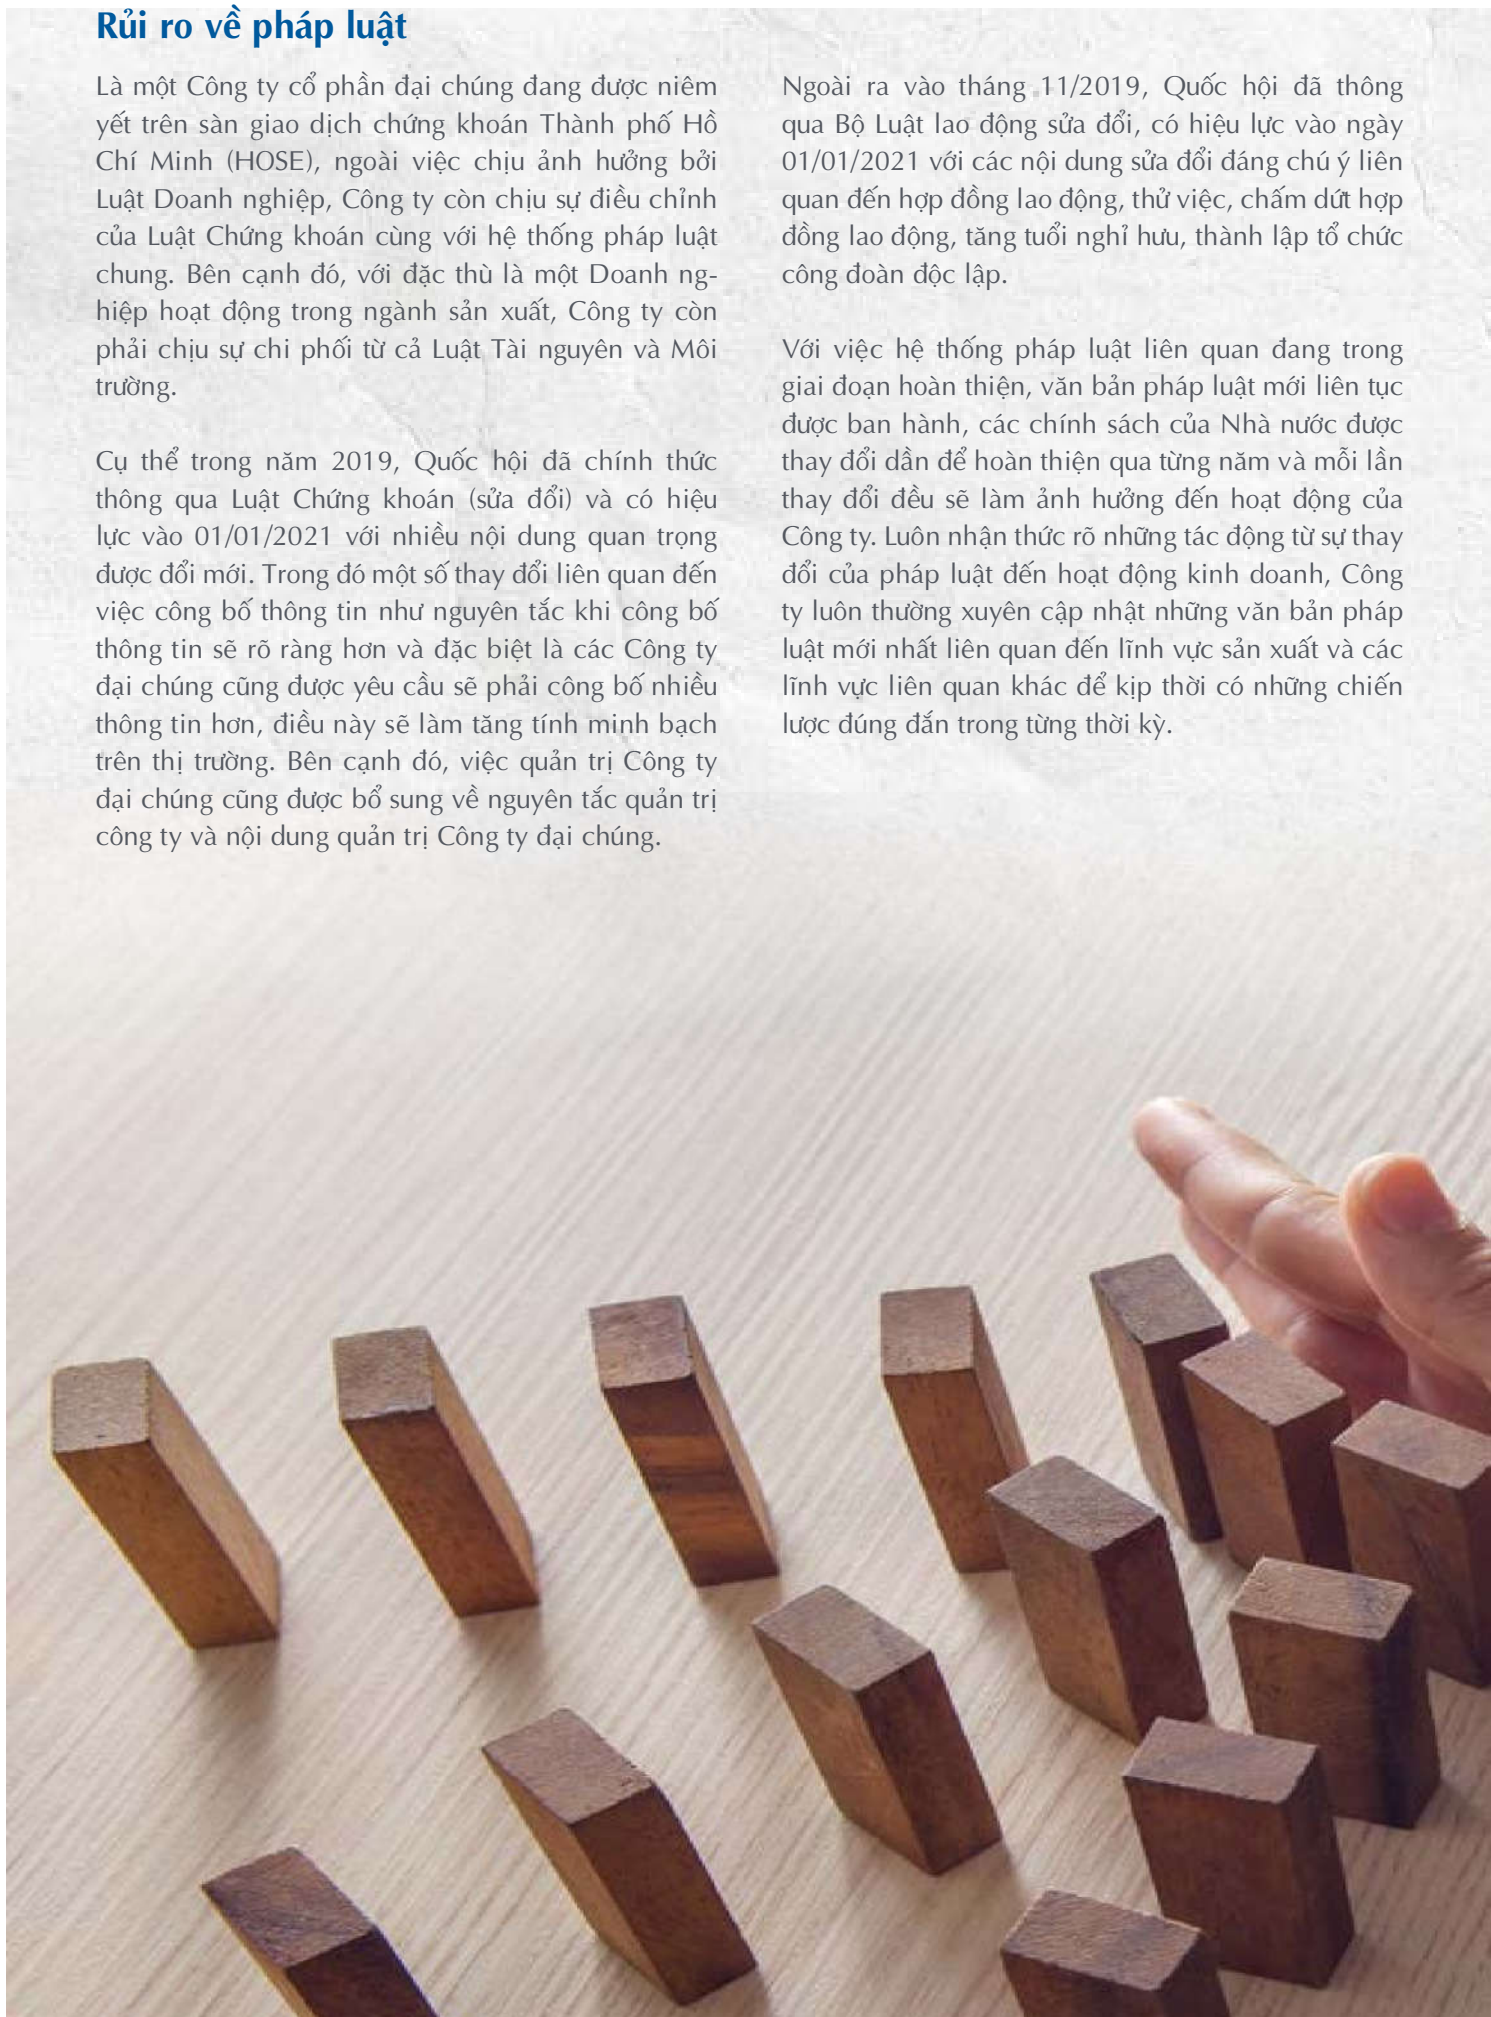 Rủi ro về pháp luật
Là một Công ty cổ phần đại chúng đang được niêm
yết trên sàn giao dịch chứng khoán Thành phố Hồ
Chí Minh (HOSE), ngoài việc chịu ảnh hưởng bởi
Luật Doanh nghiệp, Công ty còn chịu sự điều chỉnh
của Luật Chứng khoán cùng với hệ thống pháp luật
chung. Bên cạnh đó, với đặc thù là một Doanh ng-
hiệp hoạt động trong ngành sản xuất, Công ty còn
phải chịu sự chi phối từ cả Luật Tài nguyên và Môi
trường.
Cụ thể trong năm 2019, Quốc hội đã chính thức
thông qua Luật Chứng khoán (sửa đổi) và có hiệu
lực vào 01/01/2021 với nhiều nội dung quan trọng
được đổi mới. Trong đó một số thay đổi liên quan đến
việc công bố thông tin như nguyên tắc khi công bố
thông tin sẽ rõ ràng hơn và đặc biệt là các Công ty
đại chúng cũng được yêu cầu sẽ phải công bố nhiều
thông tin hơn, điều này sẽ làm tăng tính minh bạch
trên thị trường. Bên cạnh đó, việc quản trị Công ty
đại chúng cũng được bổ sung về nguyên tắc quản trị
công ty và nội dung quản trị Công ty đại chúng.
Ngoài ra vào tháng 11/2019, Quốc hội đã thông
qua Bộ Luật lao động sửa đổi, có hiệu lực vào ngày
01/01/2021 với các nội dung sửa đổi đáng chú ý liên
quan đến hợp đồng lao động, thử việc, chấm dứt hợp
đồng lao động, tăng tuổi nghỉ hưu, thành lập tổ chức
công đoàn độc lập.
Với việc hệ thống pháp luật liên quan đang trong
giai đoạn hoàn thiện, văn bản pháp luật mới liên tục
được ban hành, các chính sách của Nhà nước được
thay đổi dần để hoàn thiện qua từng năm và mỗi lần
thay đổi đều sẽ làm ảnh hưởng đến hoạt động của
Công ty. Luôn nhận thức rõ những tác động từ sự thay
đổi của pháp luật đến hoạt động kinh doanh, Công
ty luôn thường xuyên cập nhật những văn bản pháp
luật mới nhất liên quan đến lĩnh vực sản xuất và các
lĩnh vực liên quan khác để kịp thời có những chiến
lược đúng đắn trong từng thời kỳ.